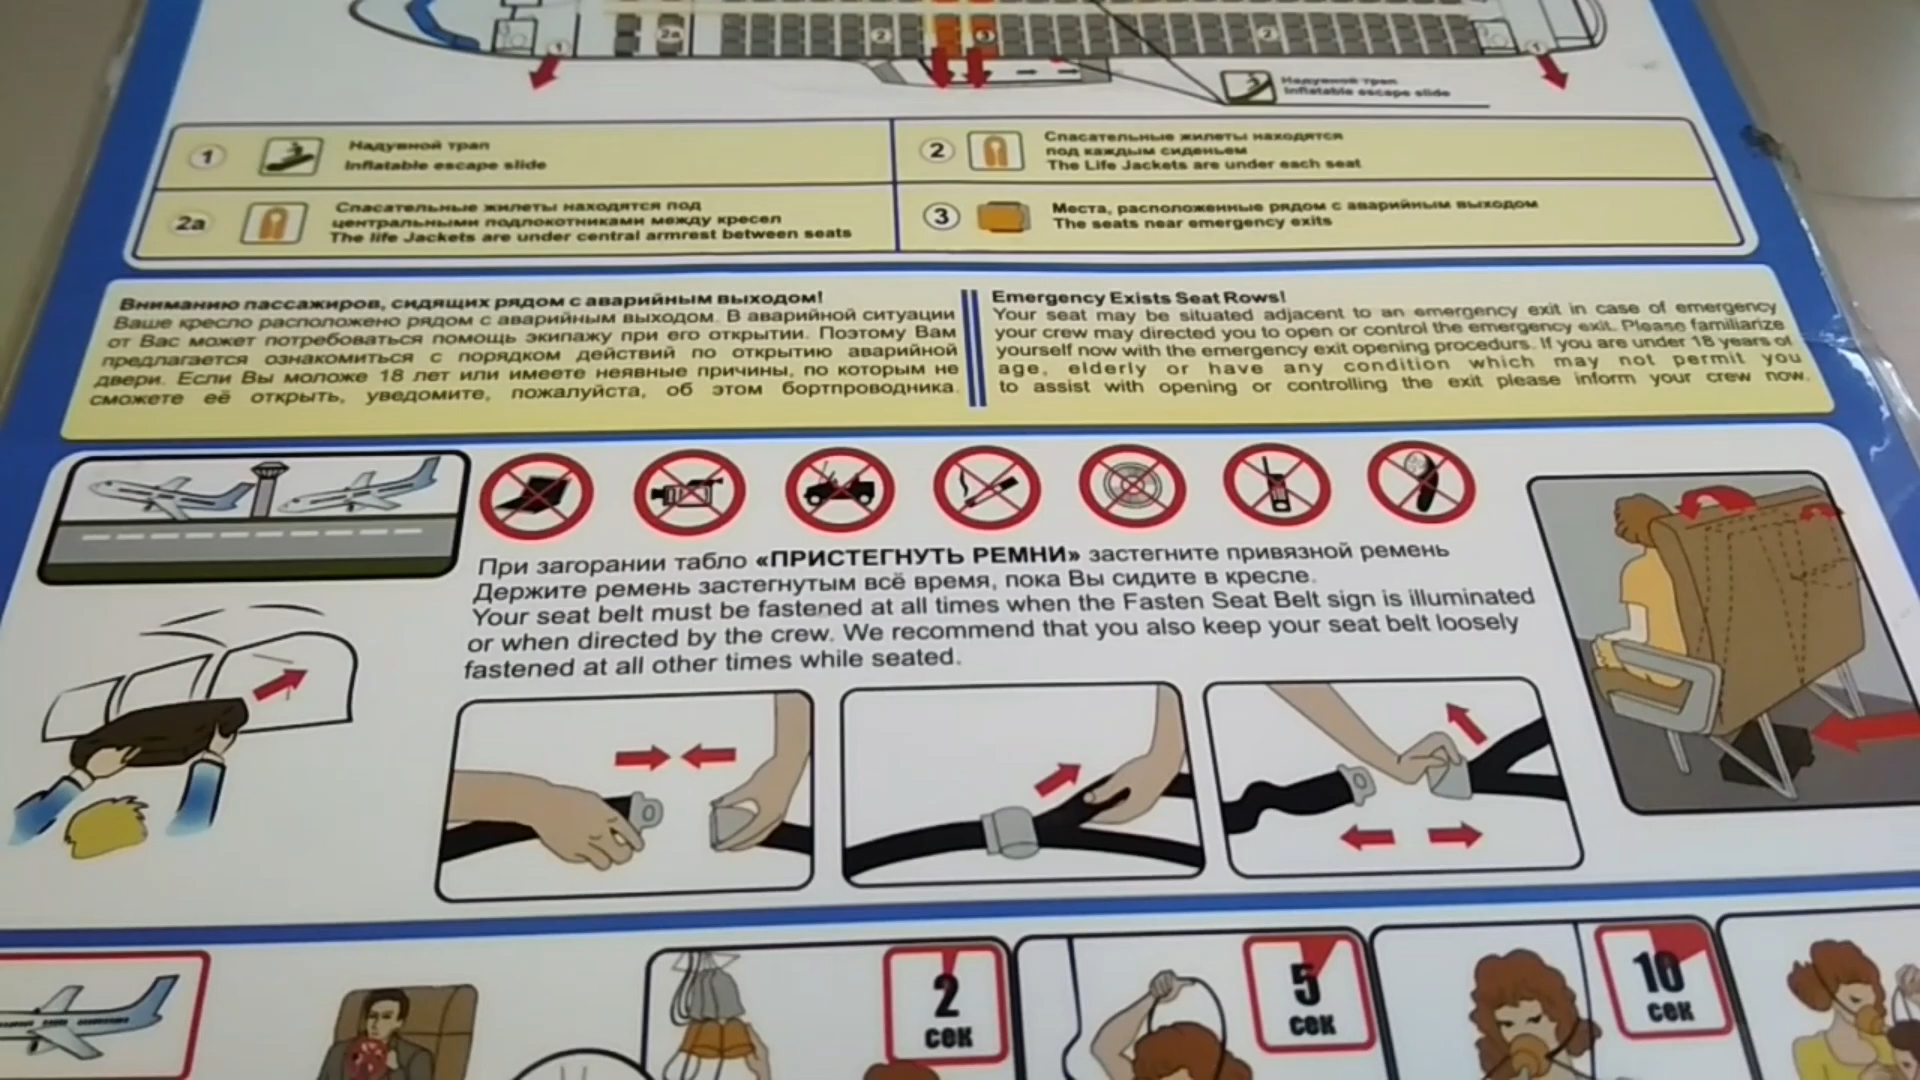 1
2а
2
3
2
1
Надувной трап
Inflatable escape slide
1
Надувной трап
Inflatable escape slide
2
Спасательные жилеты находятся
под каждым сиденьем
The Life Jackets are under each seat
2а
Спасательные жилеты находятся под
центральными подлокотниками между кресел
The life Jackets are under central armrest between seats
3
Места, расположенные рядом с аварийным выходом
The seats near emergency exits
Вниманию пассажиров, сидящих рядом с аварийным выходом!
Ваше кресло расположено рядом с аварийным выходом. В аварийной ситуации
от Вас может потребоваться помощь экипажу при его открытии. Поэтому Вам
предлагается ознакомиться с порядком действий по открытию аварийной
двери. Если Вы моложе 18 лет или имеете неявные причины, по которым не
сможете её открыть, уведомите, пожалуйста, об этом бортпроводника.
Emergency Exists Seat Rows!
Your seat may be situated adjacent to an emergency exit in case of emergency
your crew may directed you to open or control the emergency exit. Please familiarize
yourself now with the emergency exit opening procedurs. If you are under 18 years of
age, elderly or have any condition which may not permit you
to assist with opening or controlling the exit please inform your crew now.
При загорании табло «ПРИСТЕГНУТЬ РЕМНИ» застегните привязной ремень
Держите ремень застегнутым всё время, пока Вы сидите в кресле.
Your seat belt must be fastened at all times when the Fasten Seat Belt sign is illuminated
or when directed by the crew. We recommend that you also keep your seat belt loosely
fastened at all other times while seated.
2
сек
5
сек
10
сек